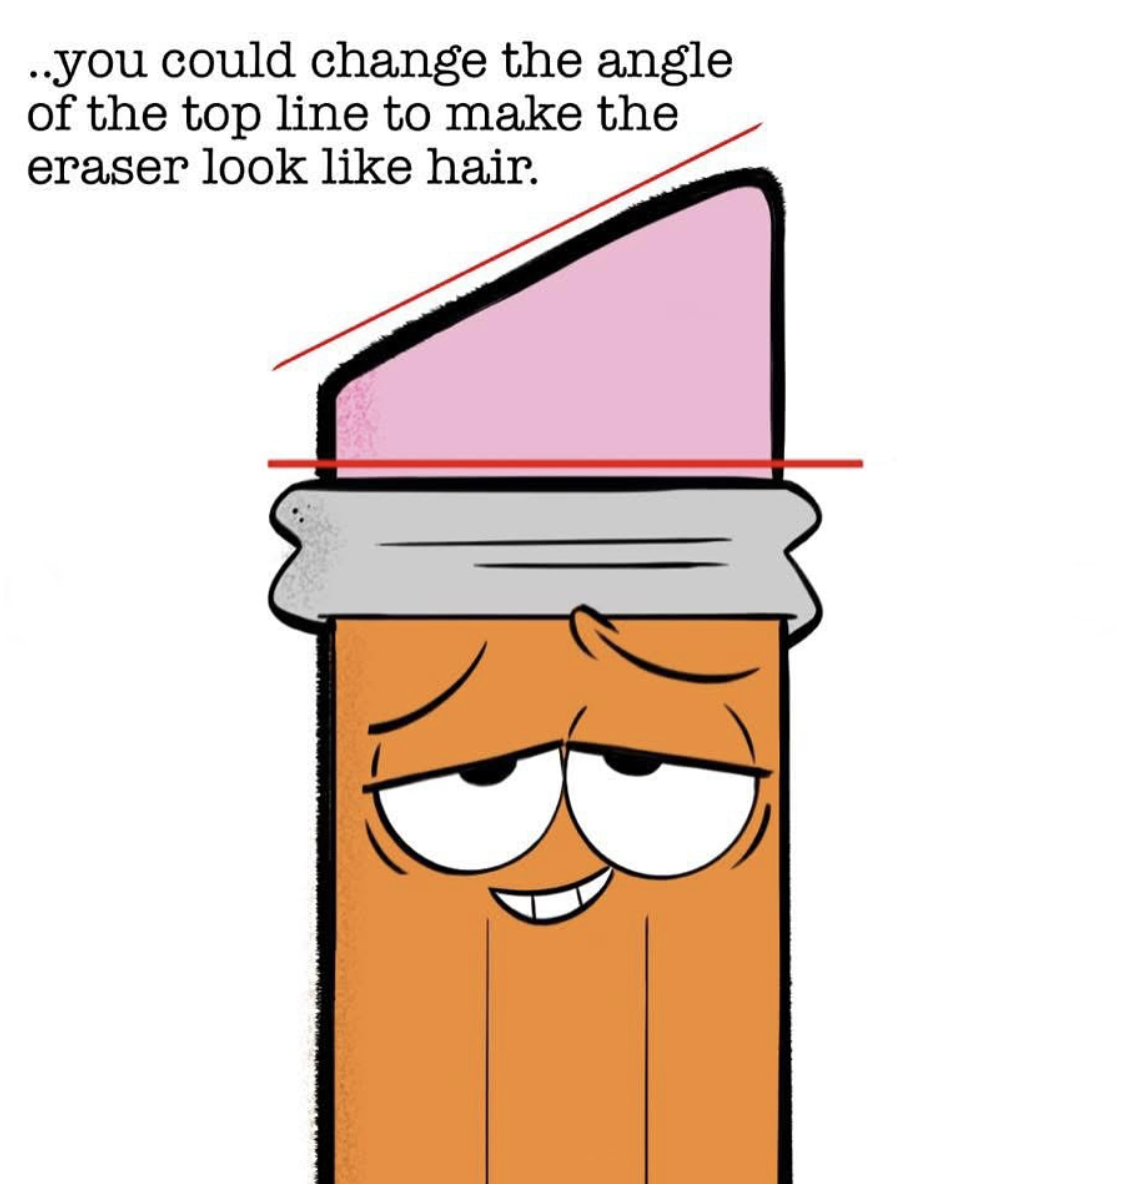 ..you could change the angle
of the top line to make the
eraser look like hair.